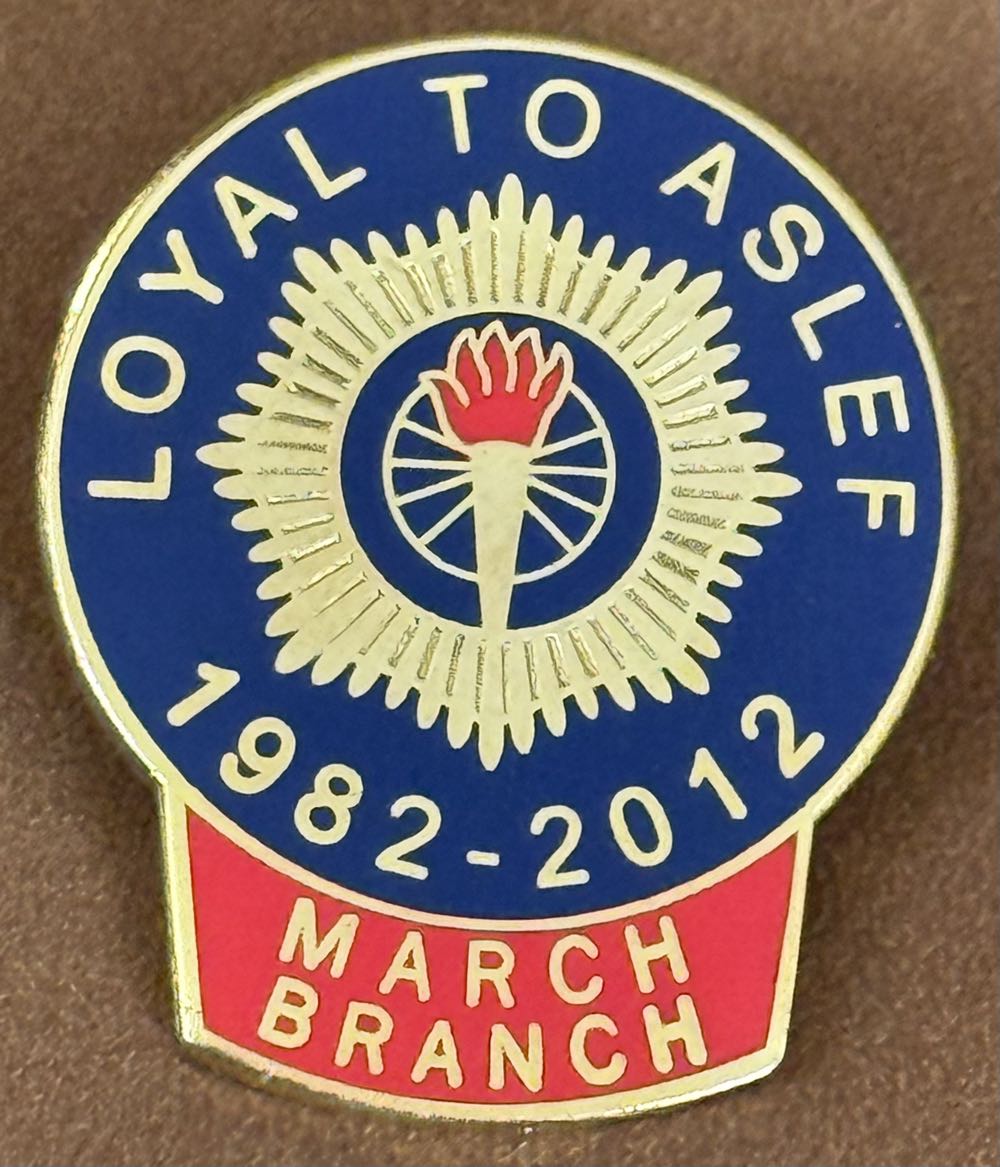 LOYAL TO ASLEF
1982-2012
MARCH
BRANCH